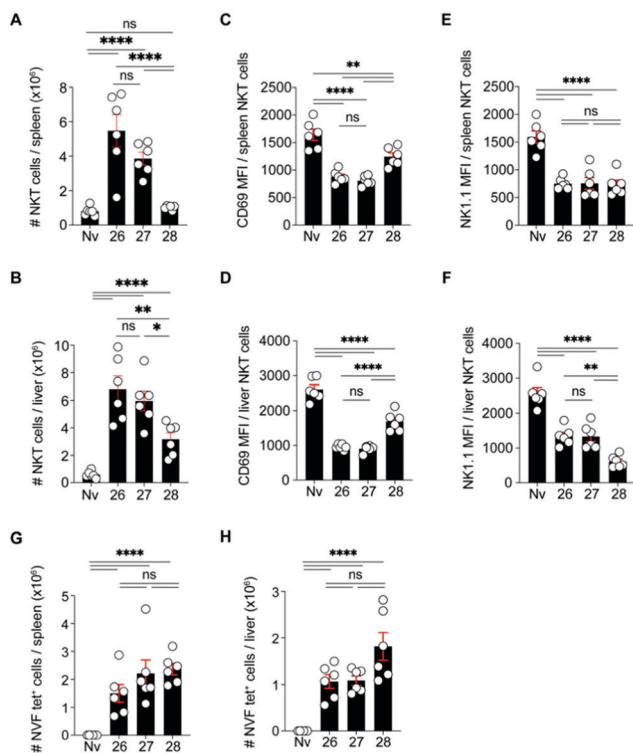 A
ns
****
****
ns
# NKT cells / spleen (x10⁶)
8
6
4
2
0
Nv 26 27 28
C
**
****
ns
CD69 MFI / spleen NKT cells
2500
2000
1500
1000
500
0
Nv 26 27 28
E
****
ns
NK1.1 MFI / spleen NKT cells
2500
2000
1500
1000
500
0
Nv 26 27 28
B
****
**
ns *
# NKT cells / liver (x10⁶)
10
8
6
4
2
0
Nv 26 27 28
D
****
****
ns
CD69 MFI / liver NKT cells
4000
3000
2000
1000
0
Nv 26 27 28
F
****
**
ns
NK1.1 MFI / liver NKT cells
4000
3000
2000
1000
0
Nv 26 27 28
G
****
ns
# NVF tet⁺ cells / spleen (x10⁶)
5
4
3
2
1
0
Nv 26 27 28
H
****
ns
# NVF tet⁺ cells / liver (x10⁶)
3
2
1
0
Nv 26 27 28